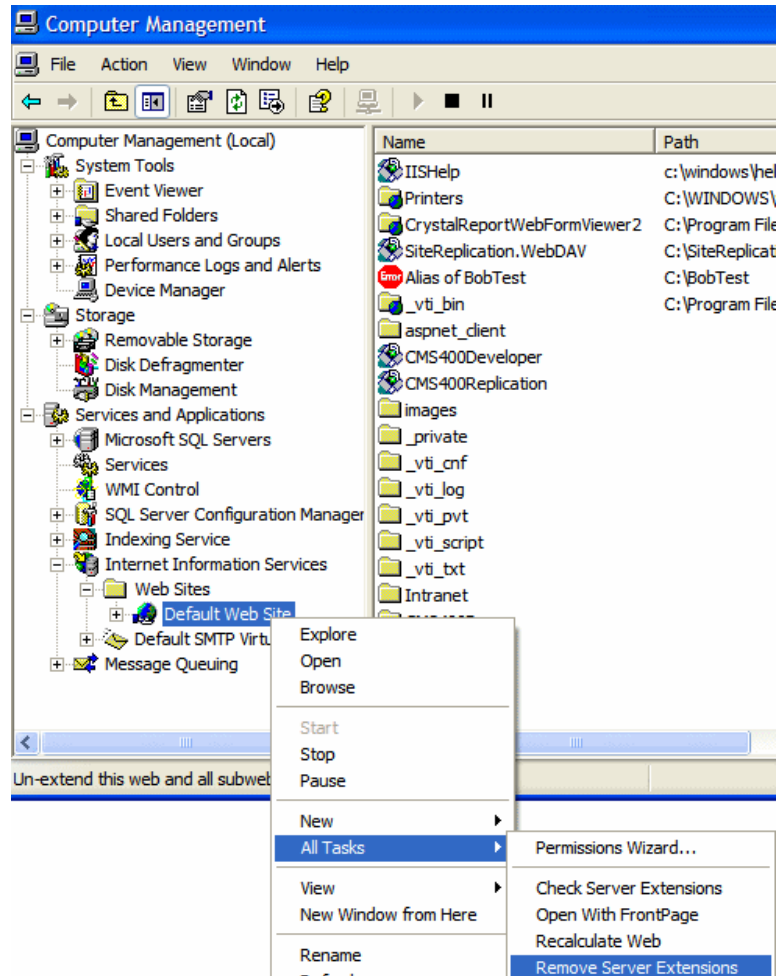 Computer Management
File Action View Window Help
Computer Management (Local)
System Tools
Event Viewer
Shared Folders
Local Users and Groups
Performance Logs and Alerts
Device Manager
Storage
Removable Storage
Disk Defragmenter
Disk Management
Services and Applications
Microsoft SQL Servers
Services
WMI Control
SQL Server Configuration Manager
Indexing Service
Internet Information Services
Web Sites
Default Web Site
Default SMTP Virtu
Message Queuing
Name Path
IISHelp c:\windows\hel
Printers C:\WINDOWS\
CrystalReportWebFormViewer2 C:\Program File
SiteReplication.WebDAV C:\SiteReplicat
Error Alias of BobTest C:\BobTest
_vti_bin C:\Program File
aspnet_client
CMS400Developer
CMS400Replication
images
_private
_vti_cnf
_vti_log
_vti_pvt
_vti_script
_vti_txt
Intranet
Un-extend this web and all subweb
Explore
Open
Browse
Start
Stop
Pause
New
All Tasks
View
New Window from Here
Rename
Permissions Wizard...
Check Server Extensions
Open With FrontPage
Recalculate Web
Remove Server Extensions